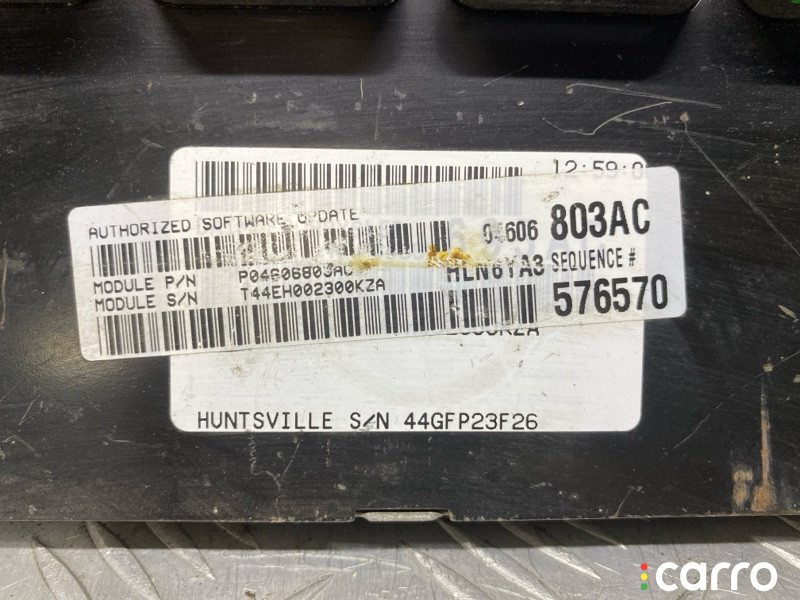 12:59:0
AUTHORIZED SOFTWARE UPDATE
04606 803AC
MODULE P/N P04606803AC
HLN6YA3 SEQUENCE #
MODULE S/N T44EH002300KZA
576570
HUNTSVILLE S/N 44GFP23F26
carro